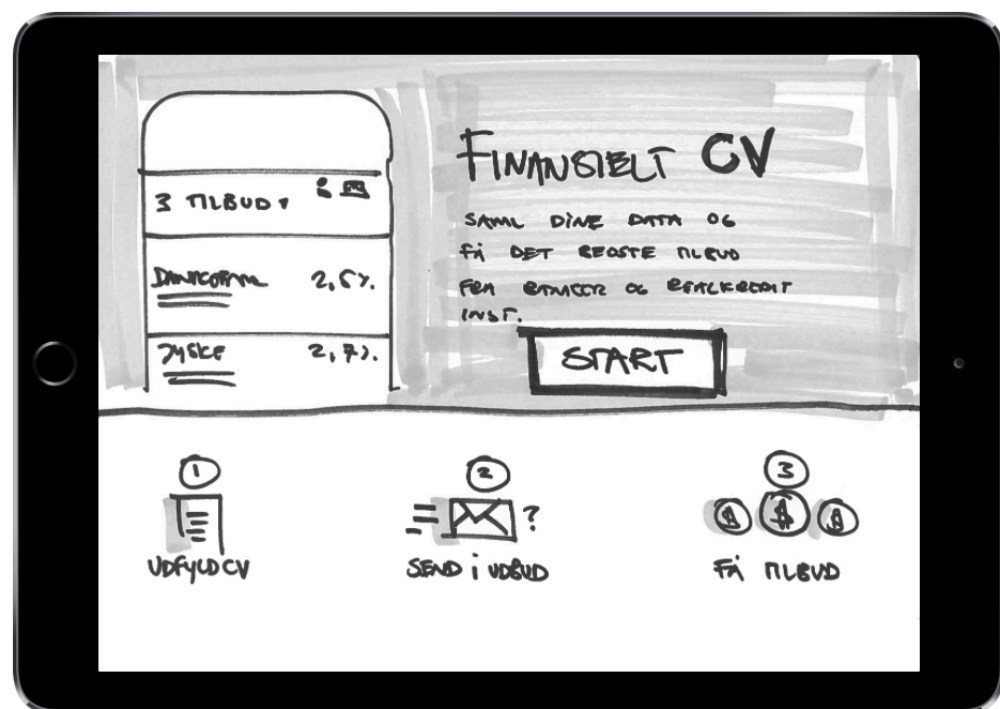 3 TILBUD
DANICOMM 2,5%.
JYSKE 2,7%.
FINANSIELT CV
SAML DINE DATA OG
FÅ DET BEDSTE TILBUD
FRA BANKER OG REALKREDIT
INST.
START
1
UDFYLD CV
2
?
SEND i UDBUD
3
$ $ $
FÅ TILBUD